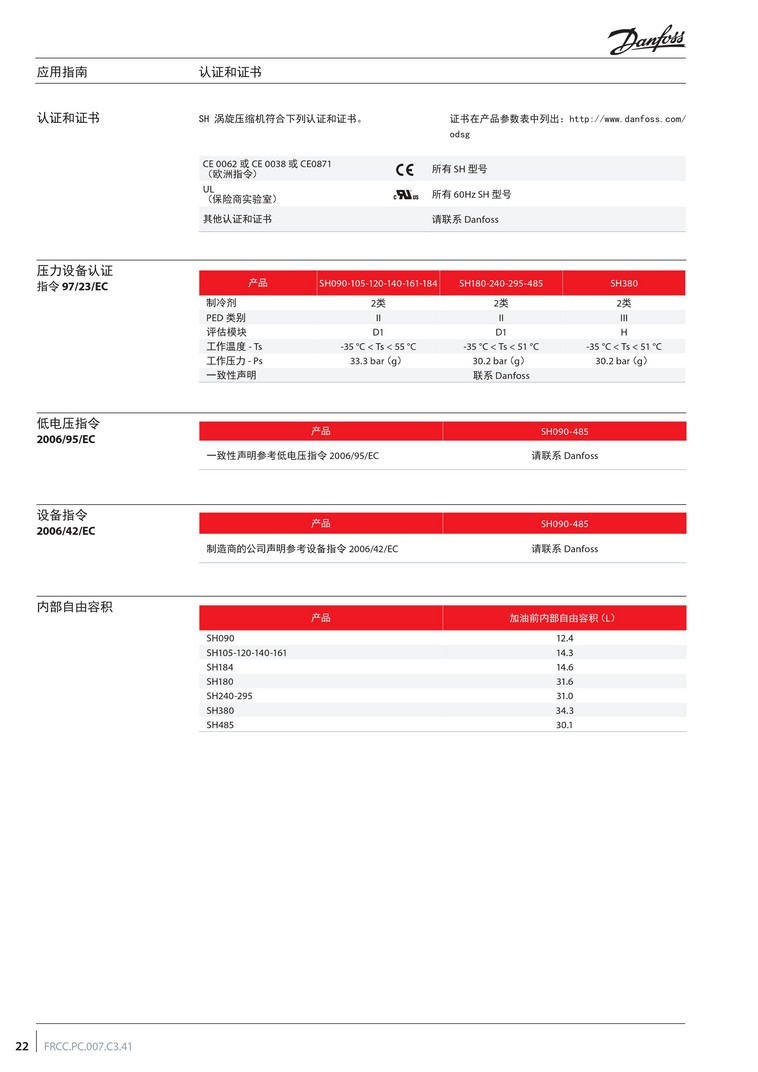 Danfoss
应用指南 认证和证书
认证和证书
SH 涡旋压缩机符合下列认证和证书。
证书在产品参数表中列出：http://www.danfoss.com/
odsg
CE 0062 或 CE 0038 或 CE0871
（欧洲指令）
CE 所有 SH 型号
UL
（保险商实验室）
c RU us 所有 60Hz SH 型号
其他认证和证书 请联系 Danfoss
压力设备认证
指令 97/23/EC
产品 SH090-105-120-140-161-184 SH180-240-295-485 SH380
制冷剂 2类 2类 2类
PED 类别 II II III
评估模块 D1 D1 H
工作温度 - Ts -35 °C < Ts < 55 °C -35 °C < Ts < 51 °C -35 °C < Ts < 51 °C
工作压力 - Ps 33.3 bar（g） 30.2 bar（g） 30.2 bar（g）
一致性声明 联系 Danfoss
低电压指令
2006/95/EC
产品 SH090-485
一致性声明参考低电压指令 2006/95/EC 请联系 Danfoss
设备指令
2006/42/EC
产品 SH090-485
制造商的公司声明参考设备指令 2006/42/EC 请联系 Danfoss
内部自由容积
产品 加油前内部自由容积（L）
SH090 12.4
SH105-120-140-161 14.3
SH184 14.6
SH180 31.6
SH240-295 31.0
SH380 34.3
SH485 30.1
22 FRCC.PC.007.C3.41